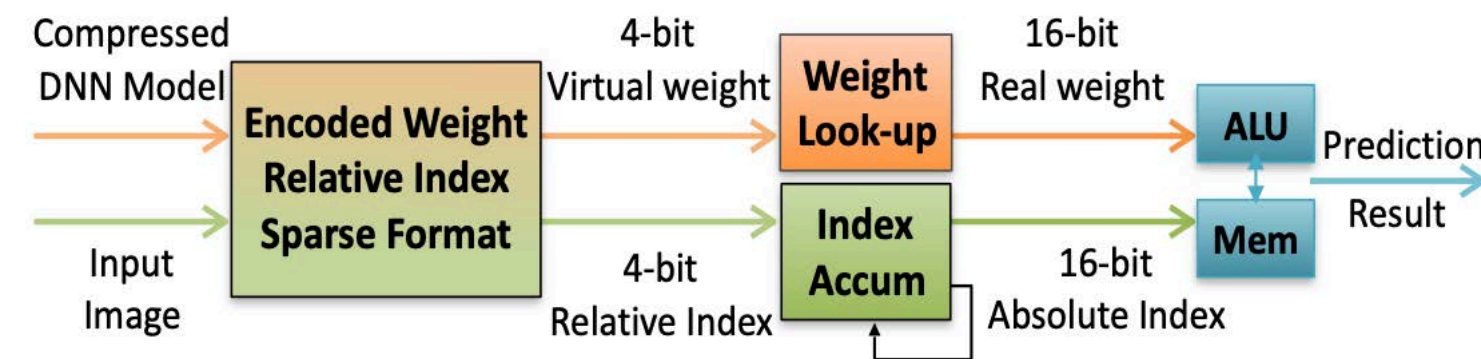 Compressed
DNN Model
Input
Image
Encoded Weight
Relative Index
Sparse Format
4-bit
Virtual weight
4-bit
Relative Index
Weight
Look-up
Index
Accum
16-bit
Real weight
16-bit
Absolute Index
ALU
Mem
Prediction
Result